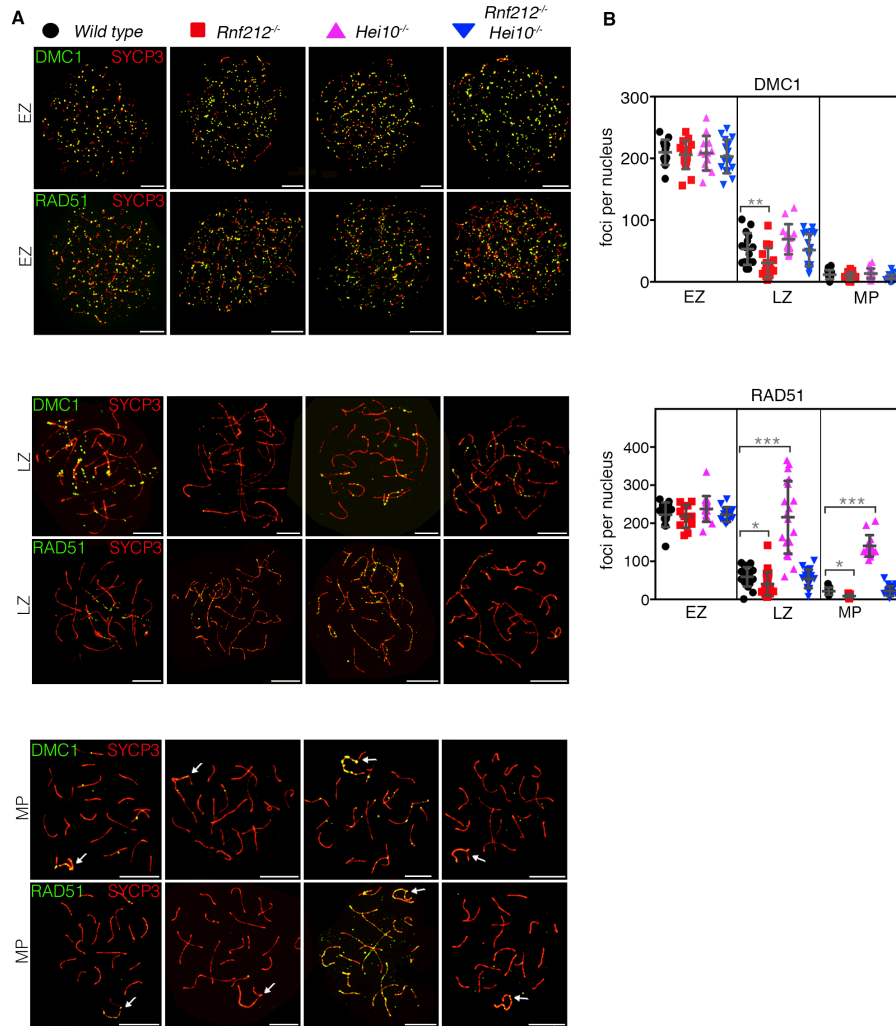 A
Wild type
Rnf212-/-
Hei10-/-
Rnf212-/-
Hei10-/-
DMC1 SYCP3
EZ
RAD51 SYCP3
EZ
DMC1 SYCP3
LZ
RAD51 SYCP3
LZ
DMC1 SYCP3
MP
RAD51 SYCP3
MP
B
DMC1
300
200
100
0
foci per nucleus
**
EZ LZ MP
RAD51
400
300
200
100
0
foci per nucleus
***
*
***
*
EZ LZ MP